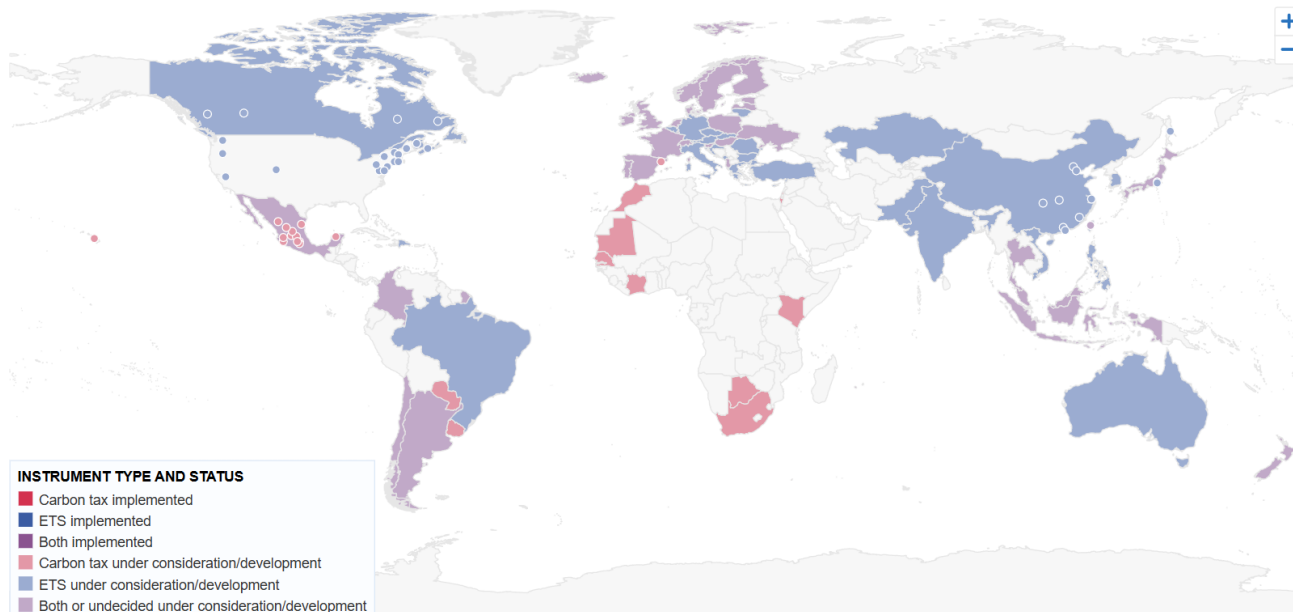 +
−
INSTRUMENT TYPE AND STATUS
Carbon tax implemented
ETS implemented
Both implemented
Carbon tax under consideration/development
ETS under consideration/development
Both or undecided under consideration/development